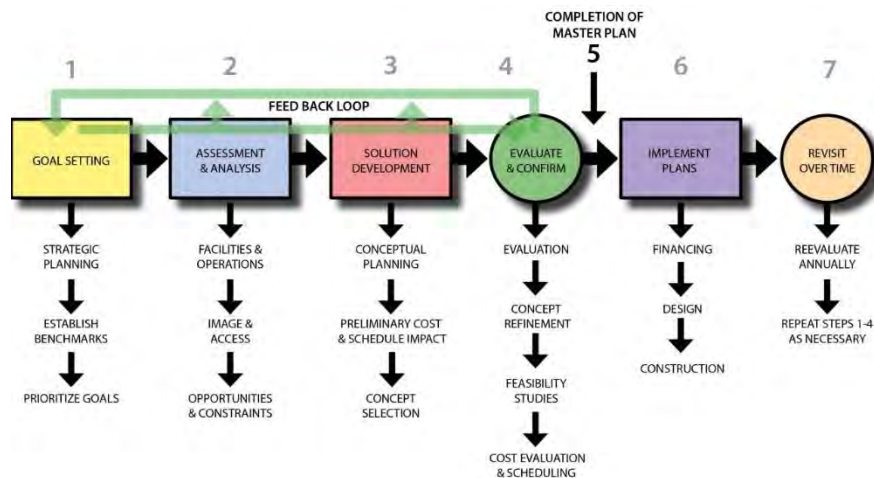 COMPLETION OF
MASTER PLAN
1
2
3
4
5
6
7
FEED BACK LOOP
GOAL SETTING
ASSESSMENT
& ANALYSIS
SOLUTION
DEVELOPMENT
EVALUATE
& CONFIRM
IMPLEMENT
PLANS
REVISIT
OVER TIME
STRATEGIC
PLANNING
ESTABLISH
BENCHMARKS
PRIORITIZE GOALS
FACILITIES &
OPERATIONS
IMAGE &
ACCESS
OPPORTUNITIES
& CONSTRAINTS
CONCEPTUAL
PLANNING
PRELIMINARY COST
& SCHEDULE IMPACT
CONCEPT
SELECTION
EVALUATION
CONCEPT
REFINEMENT
FEASIBILITY
STUDIES
COST EVALUATION
& SCHEDULING
FINANCING
DESIGN
CONSTRUCTION
REEVALUATE
ANNUALLY
REPEAT STEPS 1-4
AS NECESSARY